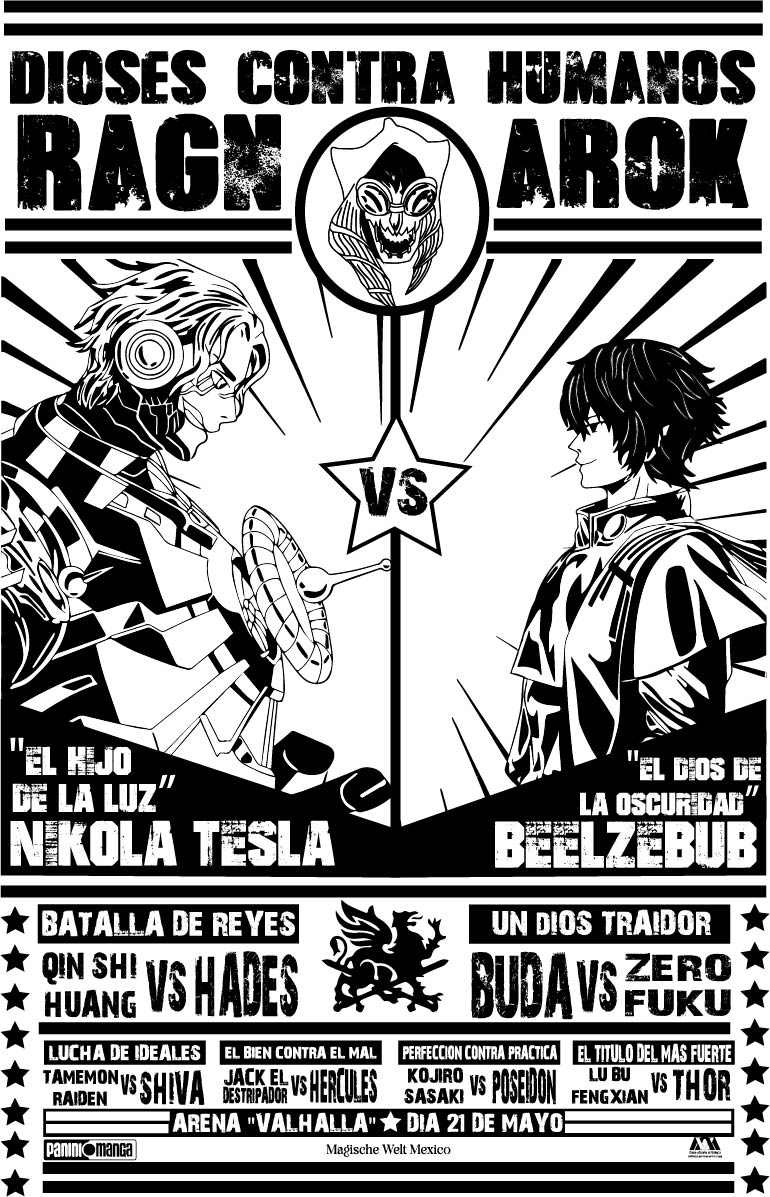 DIOSES CONTRA HUMANOS
RAGN AROK
VS
"EL HIJO
DE LA LUZ"
NIKOLA TESLA
"EL DIOS DE
LA OSCURIDAD"
BEELZEBUB
BATALLA DE REYES
QIN SHI
HUANG VS HADES
UN DIOS TRAIDOR
BUDA VS ZERO
FUKU
LUCHA DE IDEALES
TAMEMON
RAIDEN VS SHIVA
EL BIEN CONTRA EL MAL
JACK EL
DESTRIPADOR VS HERCULES
PERFECCION CONTRA PRACTICA
KOJIRO
SASAKI VS POSEIDON
EL TITULO DEL MAS FUERTE
LU BU
FENGXIAN VS THOR
ARENA "VALHALLA" ★ DIA 21 DE MAYO
PANINI MANGA
Magische Welt Mexico